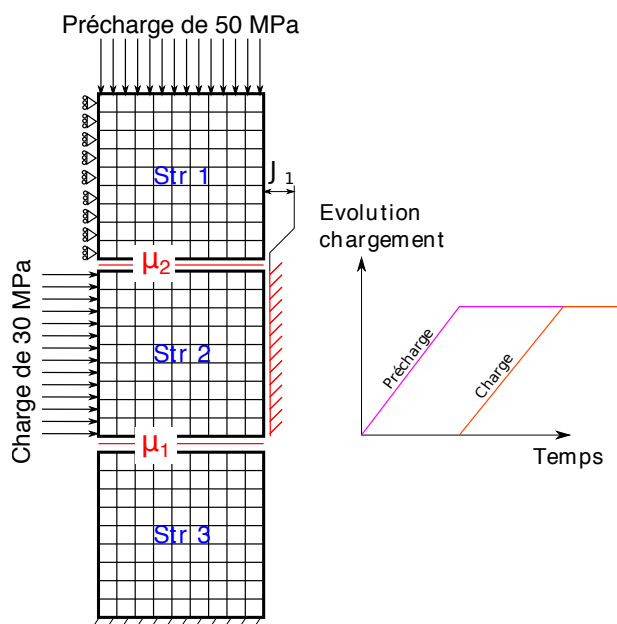 Précharge de 50 MPa
Str 1
J 1
μ2
Charge de 30 MPa
Str 2
μ1
Str 3
Evolution
chargement
Précharge
Charge
Temps